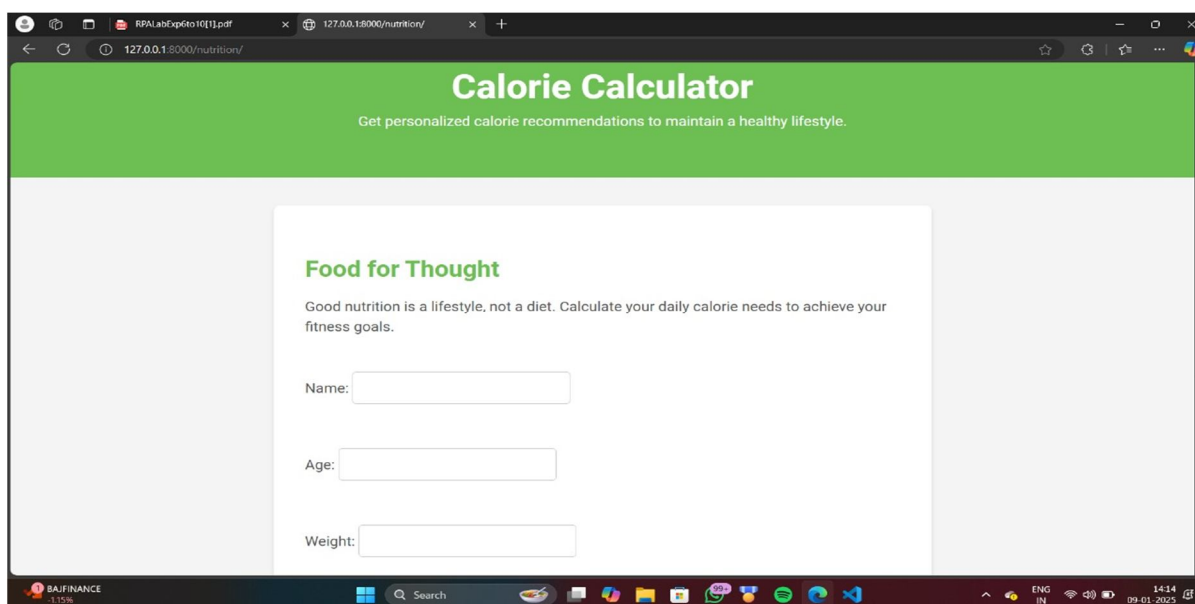 RPALabExp6to10[1].pdf
127.0.0.1:8000/nutrition/
127.0.0.1:8000/nutrition/
Calorie Calculator
Get personalized calorie recommendations to maintain a healthy lifestyle.
Food for Thought
Good nutrition is a lifestyle, not a diet. Calculate your daily calorie needs to achieve your
fitness goals.
Name:
Age:
Weight:
1
BAJFINANCE
-1.15%
Search
99+
ENG
IN
14:14
09-01-2025